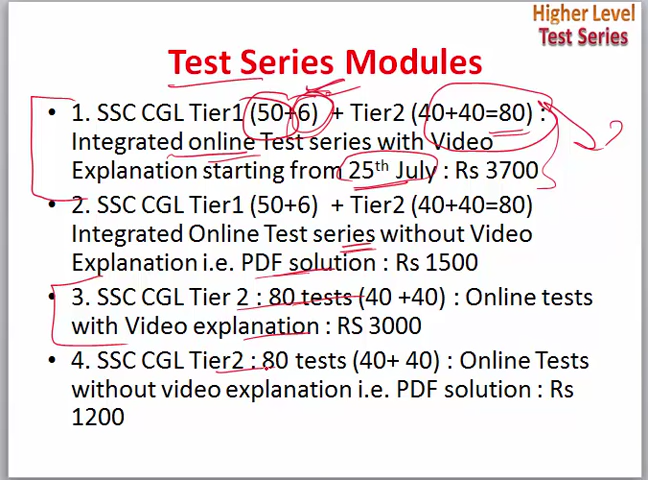 Higher Level
Test Series
Test Series Modules
• 1. SSC CGL Tier1 (50+6) + Tier2 (40+40=80) :
Integrated online Test series with Video
Explanation starting from 25th July : Rs 3700
• 2. SSC CGL Tier1 (50+6) + Tier2 (40+40=80)
Integrated Online Test series without Video
Explanation i.e. PDF solution : Rs 1500
• 3. SSC CGL Tier 2 : 80 tests (40 +40) : Online tests
with Video explanation : RS 3000
• 4. SSC CGL Tier2 : 80 tests (40+ 40) : Online Tests
without video explanation i.e. PDF solution : Rs
1200